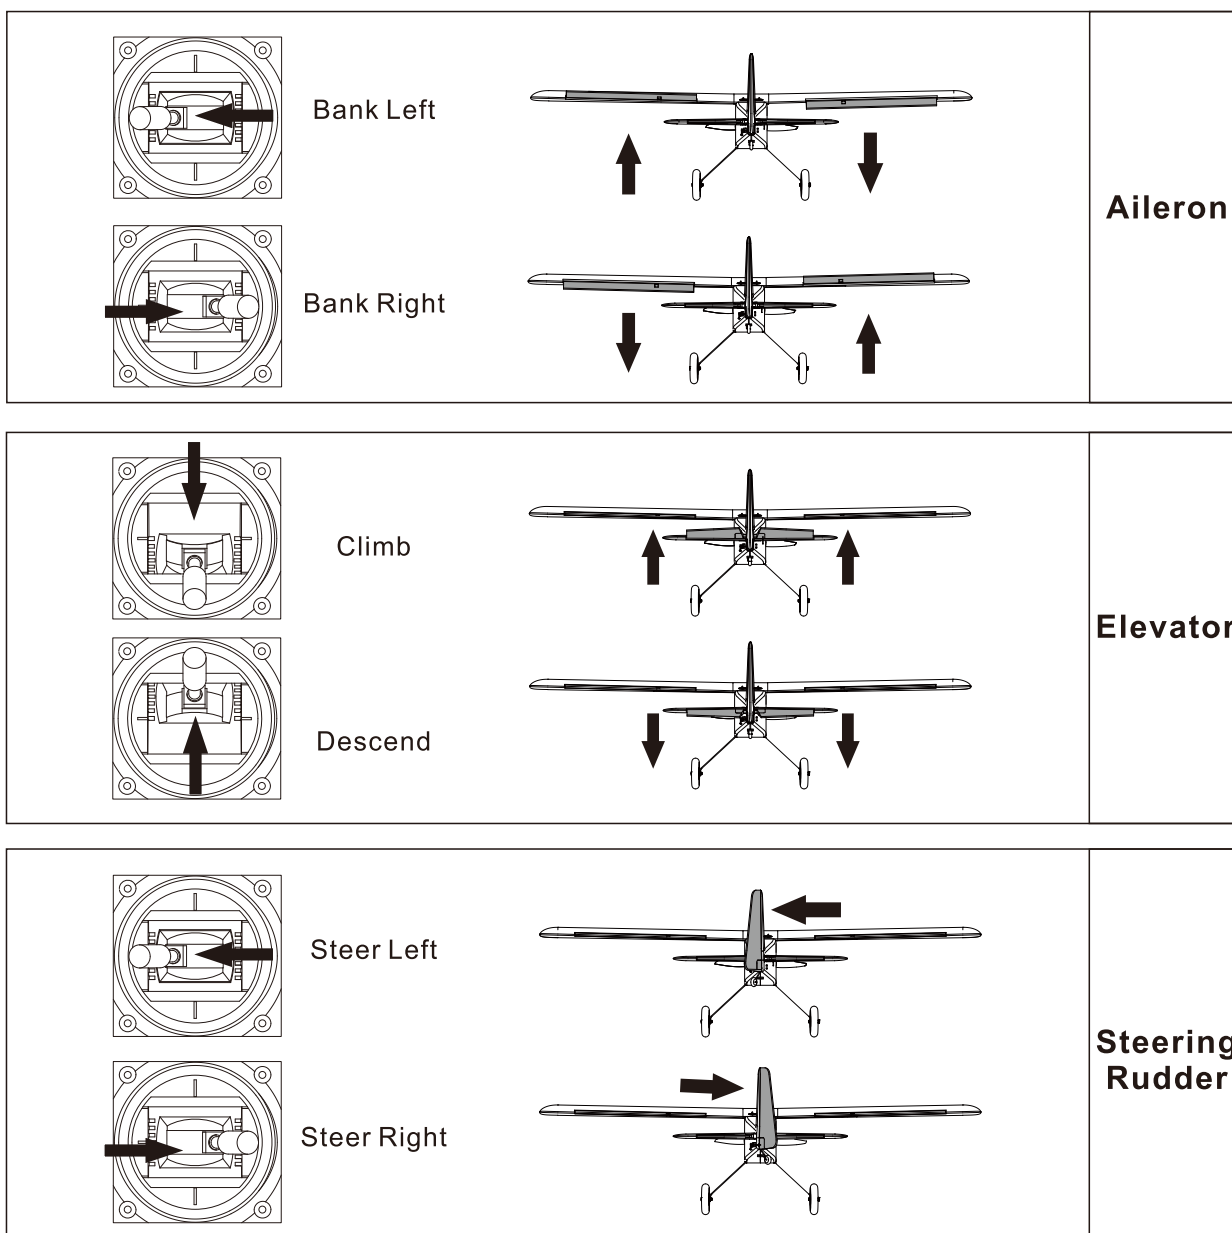 Bank Left
Aileron
Bank Right
Climb
Elevator
Descend
Steer Left
Steering
Rudder
Steer Right